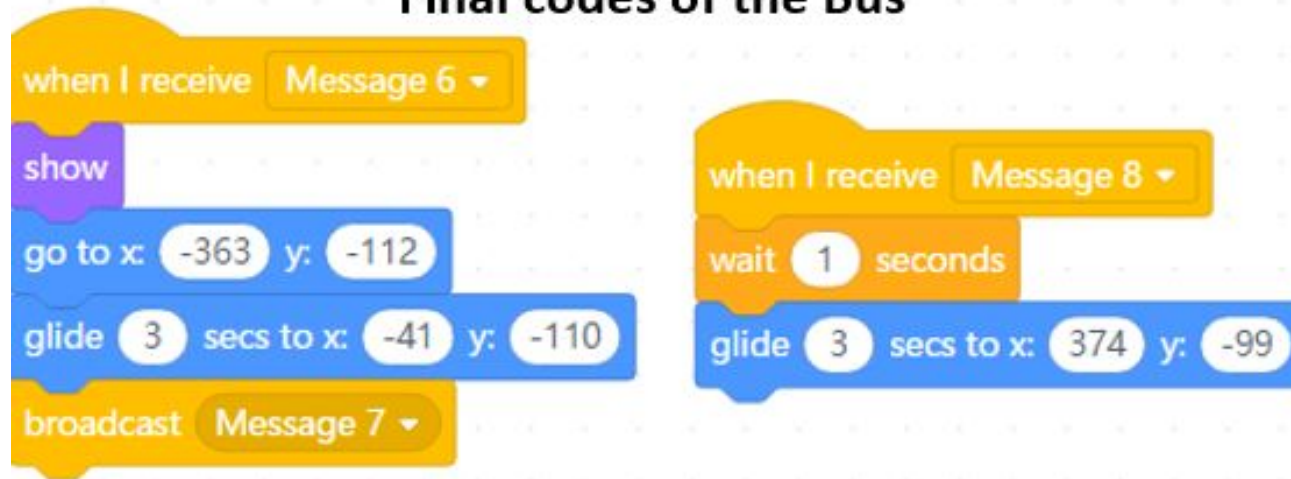 Final codes of the Bus
when I receive Message 6
show
go to x: -363 y: -112
glide 3 secs to x: -41 y: -110
broadcast Message 7
when I receive Message 8
wait 1 seconds
glide 3 secs to x: 374 y: -99